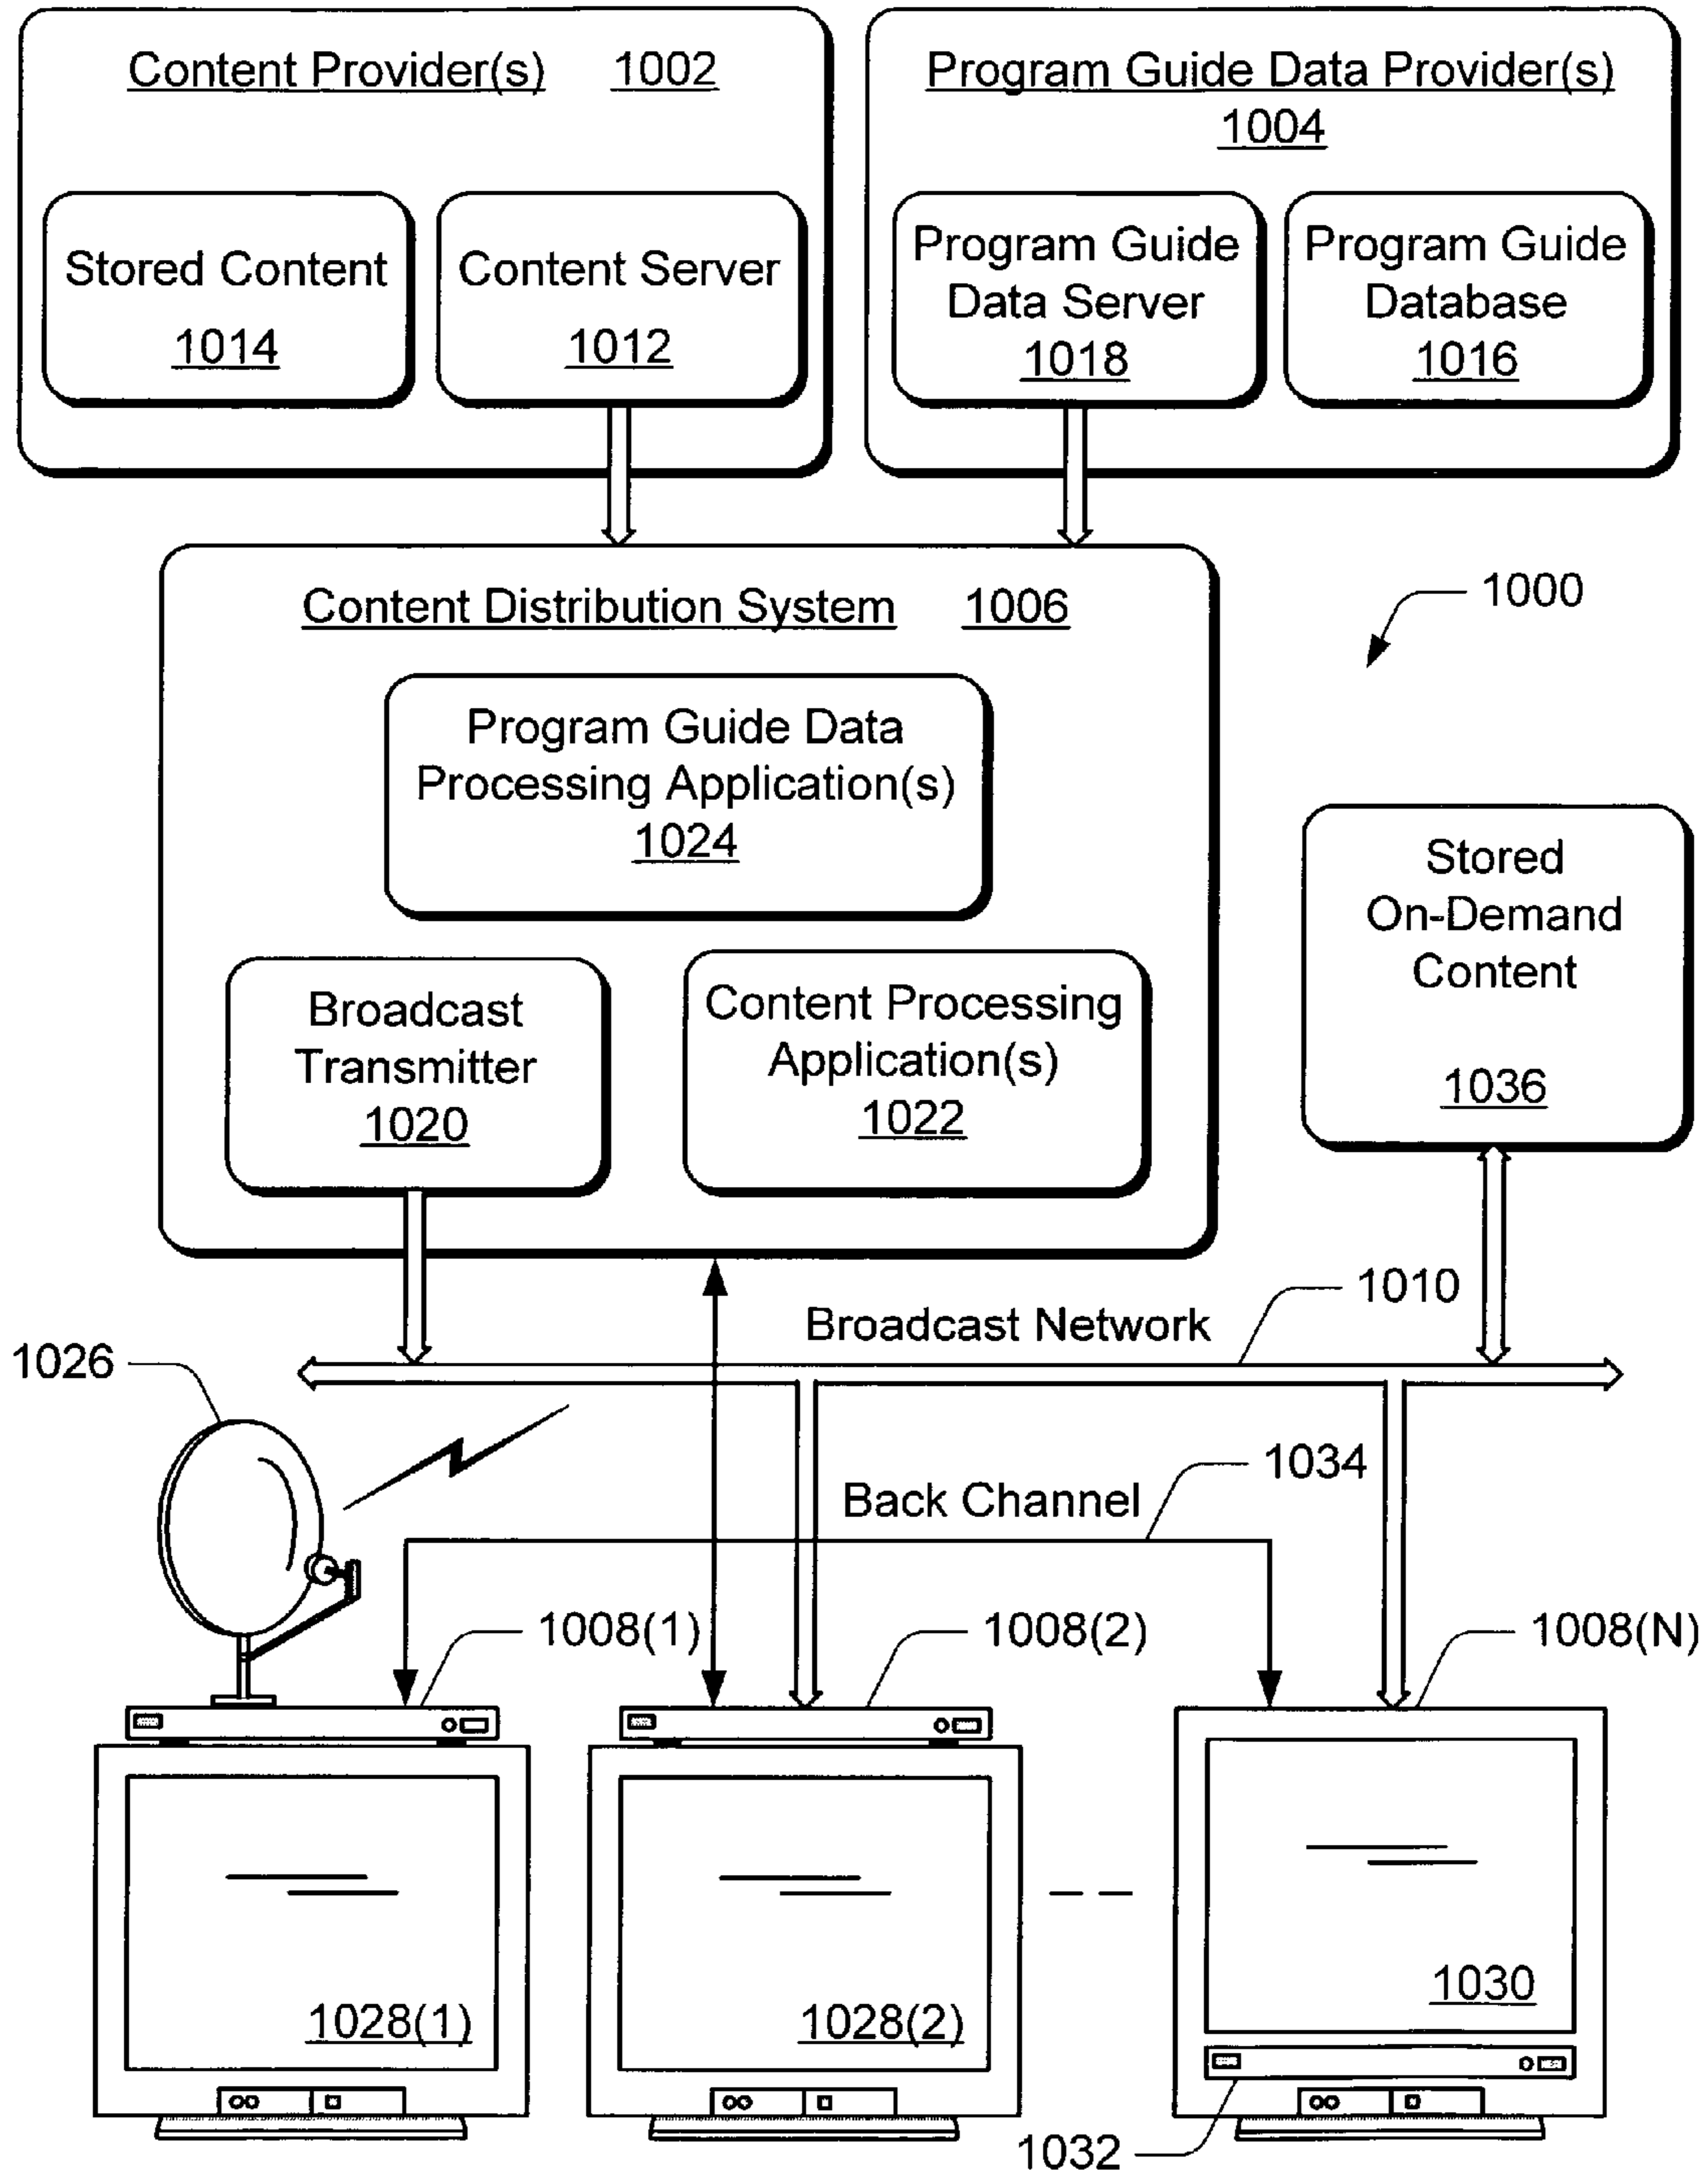 Content Provider(s) 1002
Stored Content
1014
Content Server
1012
Program Guide Data Provider(s)
1004
Program Guide
Data Server
1018
Program Guide
Database
1016
Content Distribution System 1006
Program Guide Data
Processing Application(s)
1024
Broadcast
Transmitter
1020
Content Processing
Application(s)
1022
1000
Stored
On-Demand
Content
1036
1010
Broadcast Network
1026
1034
Back Channel
1008(1)
1008(2)
1008(N)
1028(1)
1028(2)
1030
1032